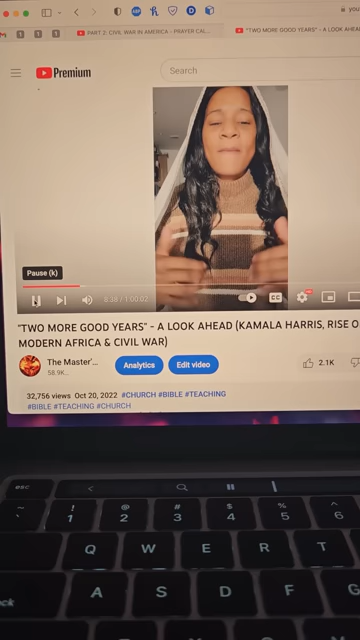 PART 2: CIVIL WAR IN AMERICA - PRAYER CAL...
"TWO MORE GOOD YEARS" - A LOOK AHEA
you
Premium
Search
Pause (k)
8:38 / 1:00:02
CC
"TWO MORE GOOD YEARS" - A LOOK AHEAD (KAMALA HARRIS, RISE O
MODERN AFRICA & CIVIL WAR)
The Master'...
58.9K...
Analytics
Edit video
2.1K
32,756 views Oct 20, 2022 #CHURCH #BIBLE #TEACHING
#BIBLE #TEACHING #CHURCH
esc
~ ! @ # $ % ^
` 1 2 3 4 5 6
Q W E R T
ock A S D F G